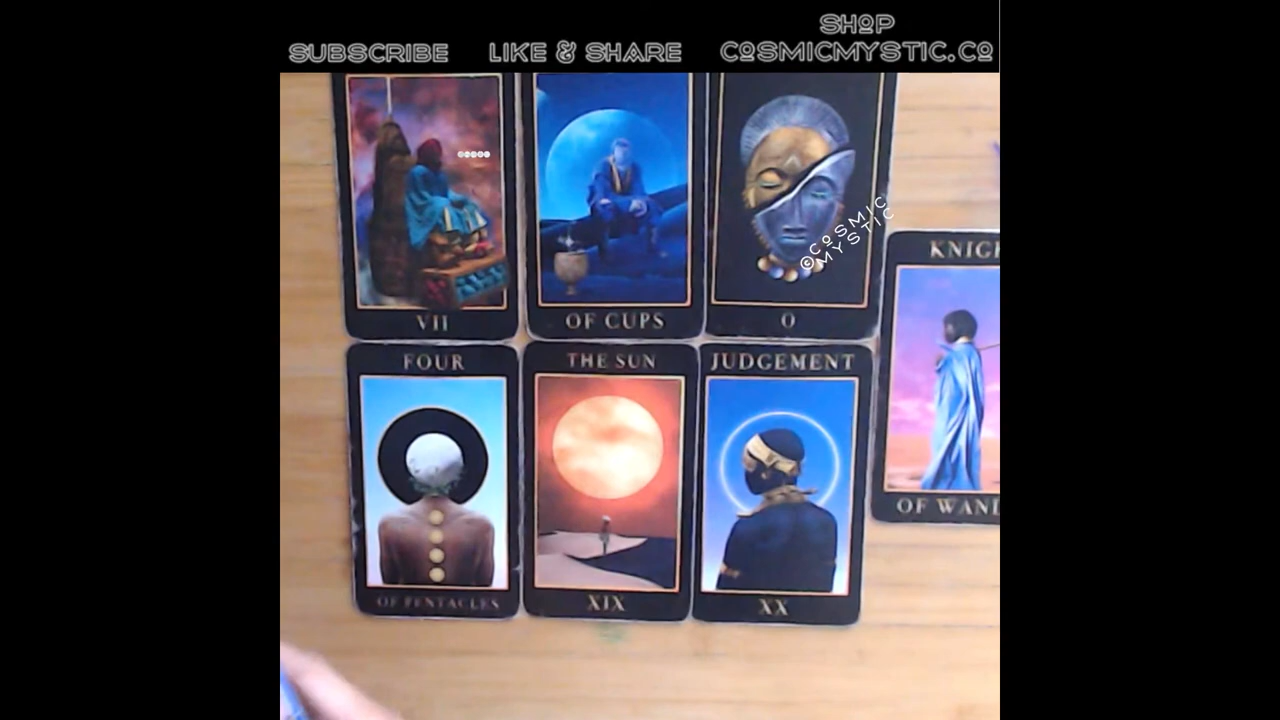 SHOP
SUBSCRIBE LIKE & SHARE COSMICMYSTIC.CO
©COSMIC
MYSTIC
VII
OF CUPS
0
KNIGH
FOUR
THE SUN
JUDGEMENT
OF WAN
OF PENTACLES
XIX
XX